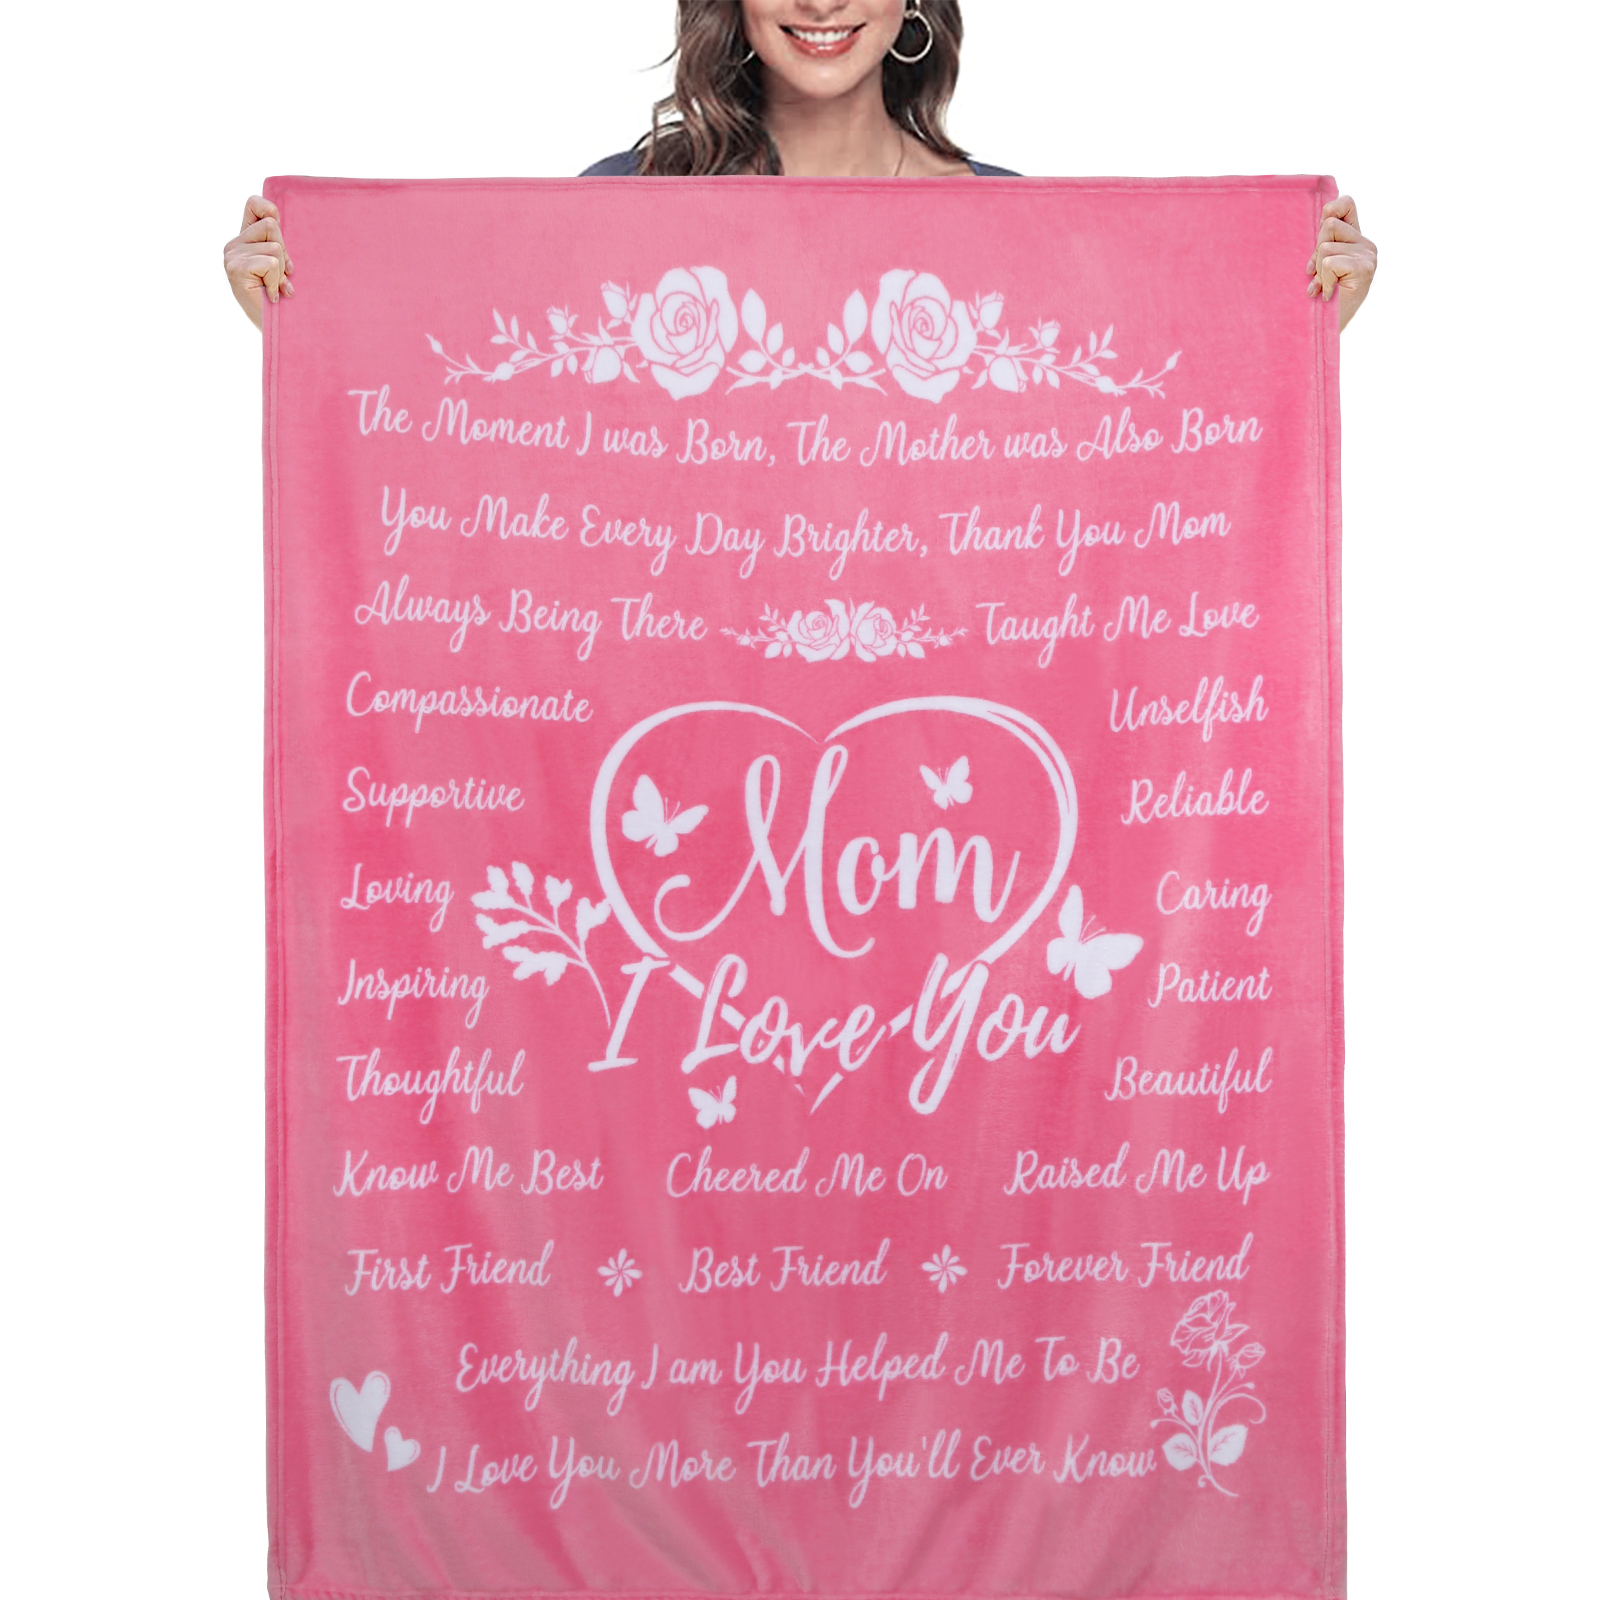 The Moment I was Born, The Mother was Also Born
You Make Every Day Brighter, Thank You Mom
Always Being There Taught Me Love
Compassionate Unselfish
Supportive Reliable
Loving Caring
Inspiring Patient
Thoughtful Beautiful
Mom
I Love You
Know Me Best Cheered Me On Raised Me Up
First Friend Best Friend Forever Friend
Everything I am You Helped Me To Be
I Love You More Than You'll Ever Know